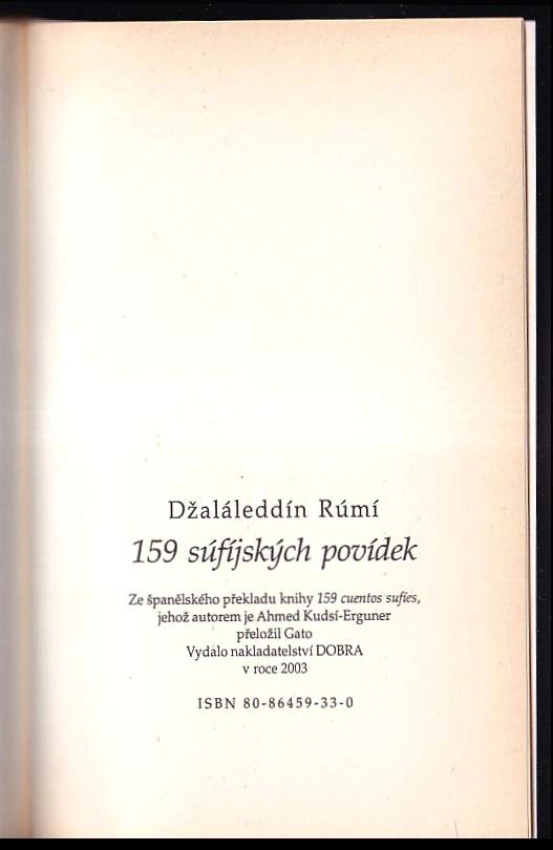 Džaláleddín Rúmí
159 súfíjských povídek
Ze španělského překladu knihy 159 cuentos sufíes,
jehož autorem je Ahmed Kudsí-Erguner
přeložil Gato
Vydalo nakladatelství DOBRA
v roce 2003
ISBN 80-86459-33-0